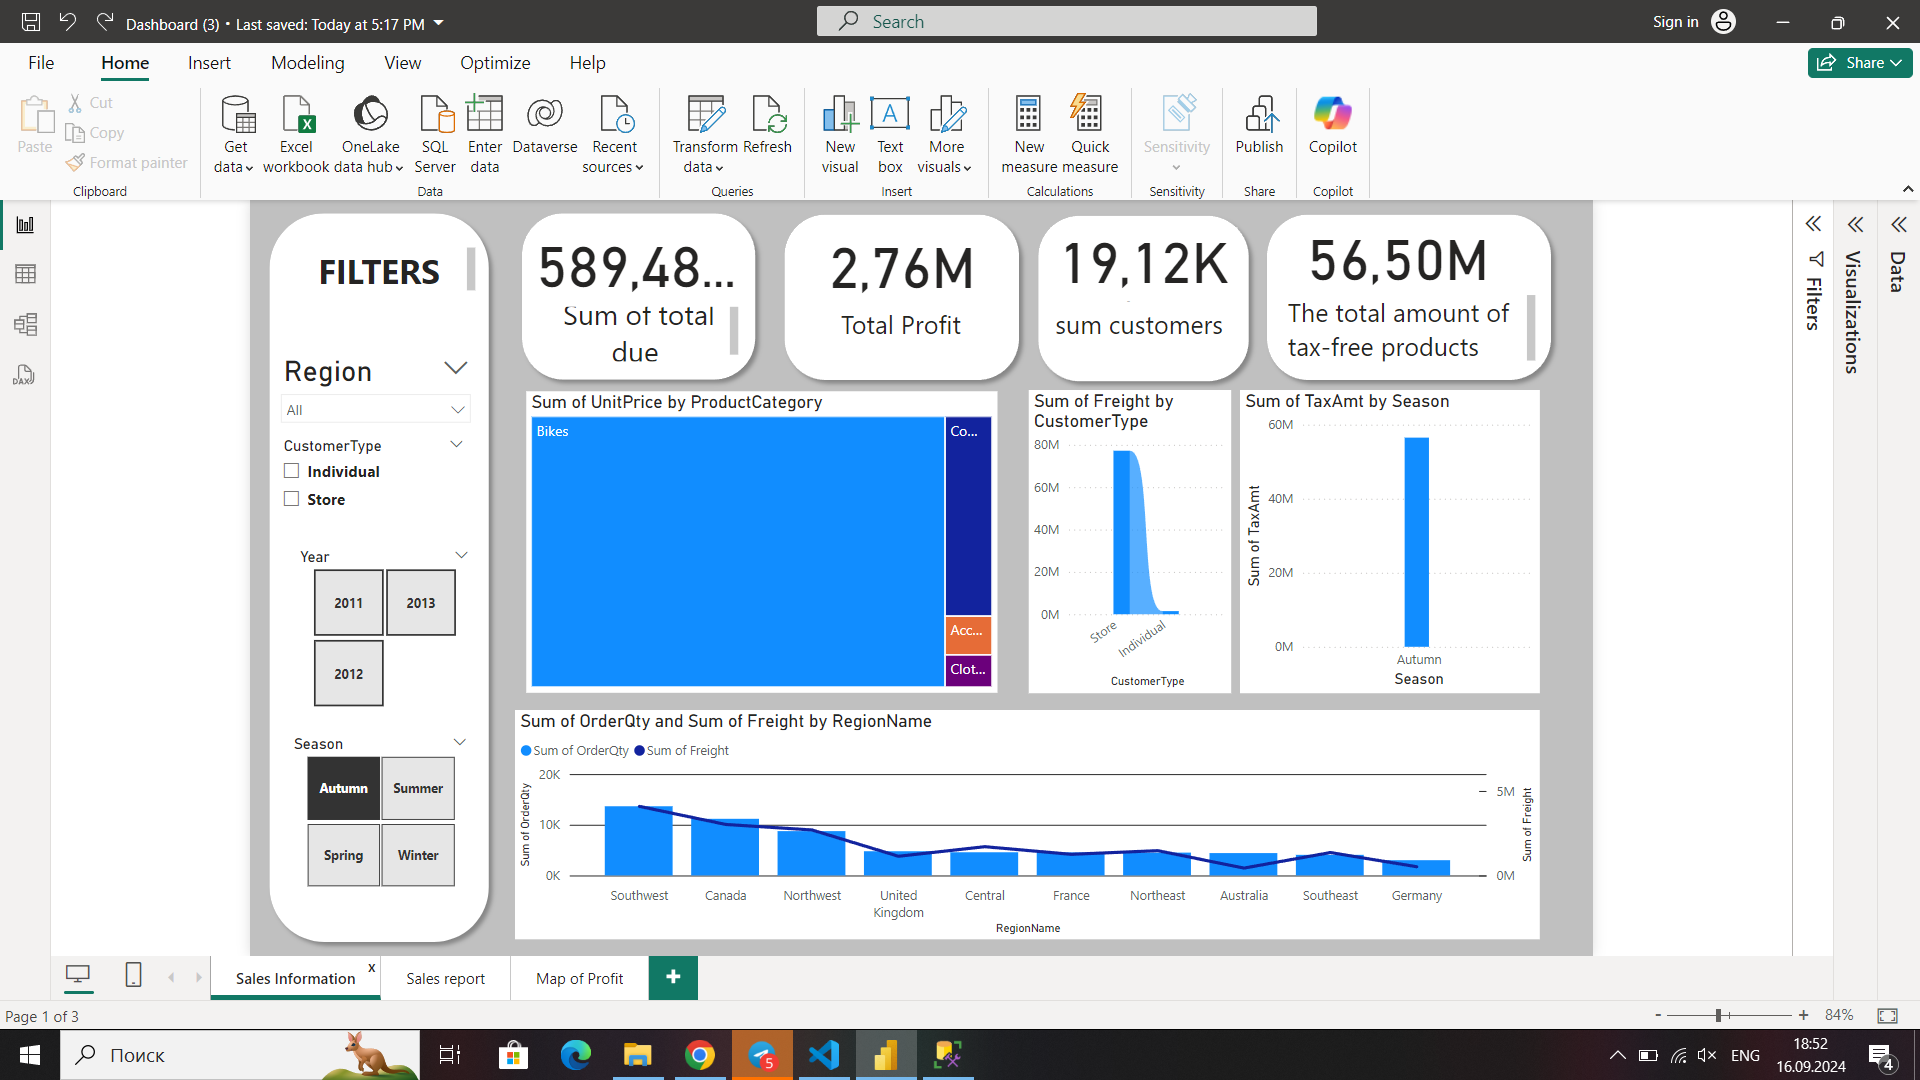 Dashboard (3) • Last saved: Today at 5:17 PM
Search
Sign in
File
Home
Insert
Modeling
View
Optimize
Help
Share
Paste
Cut
Copy
Format painter
Clipboard
Get data
Excel workbook
OneLake data hub
SQL Server
Enter data
Dataverse
Recent sources
Data
Transform data
Refresh
Queries
New visual
Text box
More visuals
Insert
New measure
Quick measure
Calculations
Sensitivity
Sensitivity
Publish
Share
Copilot
Copilot
FILTERS
Region
All
CustomerType
Individual
Store
Year
2011
2013
2012
Season
Autumn
Summer
Spring
Winter
589,48...
Sum of total
due
2,76M
Total Profit
19,12K
sum customers
56,50M
The total amount of
tax-free products
Sum of UnitPrice by ProductCategory
Bikes
Co...
Acc...
Clot...
Sum of Freight by
CustomerType
80M
60M
40M
20M
0M
Store
Individual
CustomerType
Sum of TaxAmt by Season
Sum of TaxAmt
60M
40M
20M
0M
Autumn
Season
Sum of OrderQty and Sum of Freight by RegionName
Sum of OrderQty
Sum of Freight
Sum of OrderQty
20K
10K
0K
5M
0M
Sum of Freight
Southwest
Canada
Northwest
United
Kingdom
Central
France
Northeast
Australia
Southeast
Germany
RegionName
Filters
Visualizations
Data
DAX
Sales Information
x
Sales report
Map of Profit
+
Page 1 of 3
- + 84%
Поиск
5
ENG
18:52
16.09.2024
4